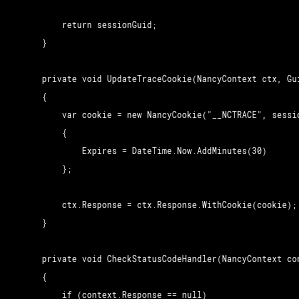 return sessionGuid;
}
private void UpdateTraceCookie(NancyContext ctx, Gui
{
var cookie = new NancyCookie("__NCTRACE", sessio
{
Expires = DateTime.Now.AddMinutes(30)
};
ctx.Response = ctx.Response.WithCookie(cookie);
}
private void CheckStatusCodeHandler(NancyContext con
{
if (context.Response == null)